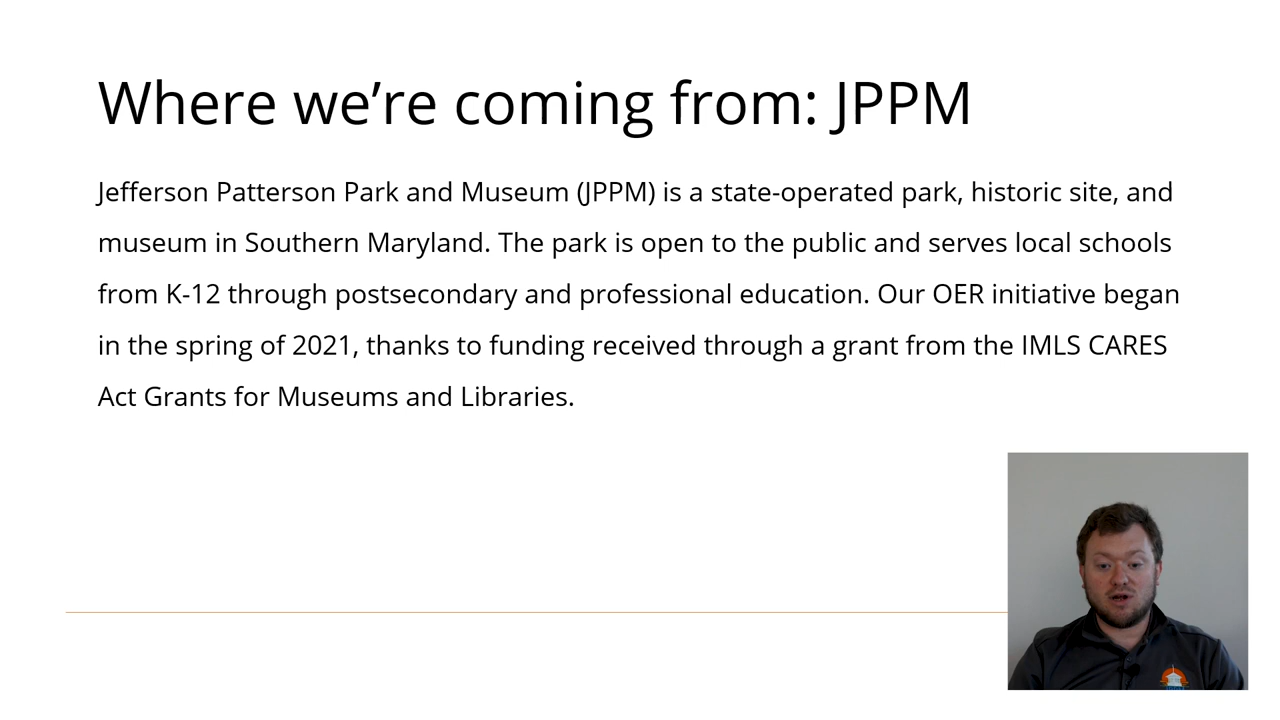 Where we’re coming from: JPPM
Jefferson Patterson Park and Museum (JPPM) is a state-operated park, historic site, and
museum in Southern Maryland. The park is open to the public and serves local schools
from K-12 through postsecondary and professional education. Our OER initiative began
in the spring of 2021, thanks to funding received through a grant from the IMLS CARES
Act Grants for Museums and Libraries.